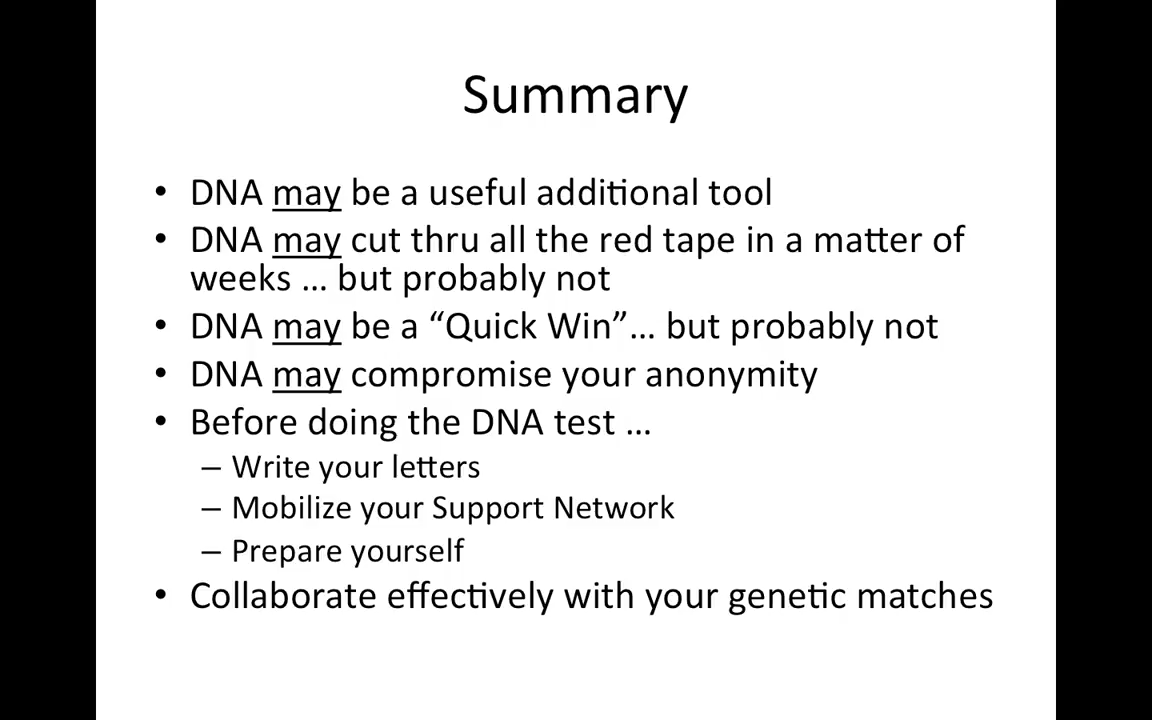 Summary
• DNA may be a useful additional tool
• DNA may cut thru all the red tape in a matter of
weeks … but probably not
• DNA may be a “Quick Win”… but probably not
• DNA may compromise your anonymity
• Before doing the DNA test …
– Write your letters
– Mobilize your Support Network
– Prepare yourself
• Collaborate effectively with your genetic matches